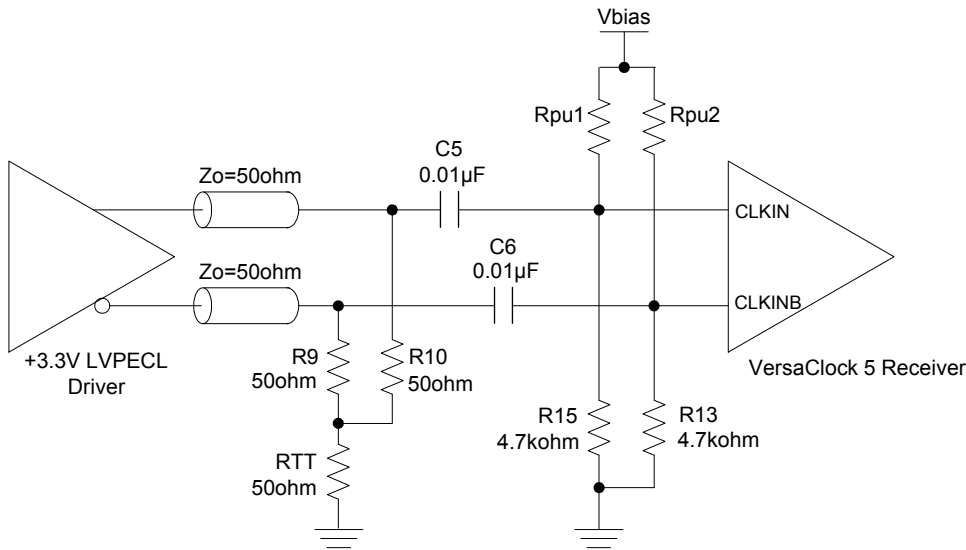 Vbias
Rpu1
Rpu2
C5
0.01µF
Zo=50ohm
CLKIN
C6
0.01µF
Zo=50ohm
CLKINB
+3.3V LVPECL
Driver
R9
50ohm
R10
50ohm
VersaClock 5 Receiver
R15
4.7kohm
R13
4.7kohm
RTT
50ohm